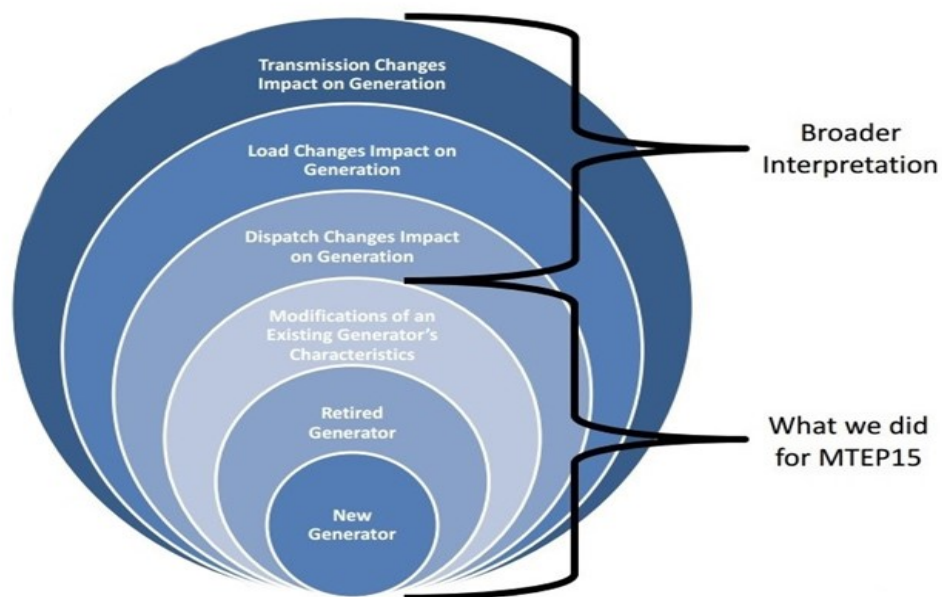 Transmission Changes
Impact on Generation
Load Changes Impact on
Generation
Dispatch Changes Impact
on Generation
Modifications of an
Existing Generator's
Characteristics
Retired
Generator
New
Generator
Broader
Interpretation
What we did
for MTEP15